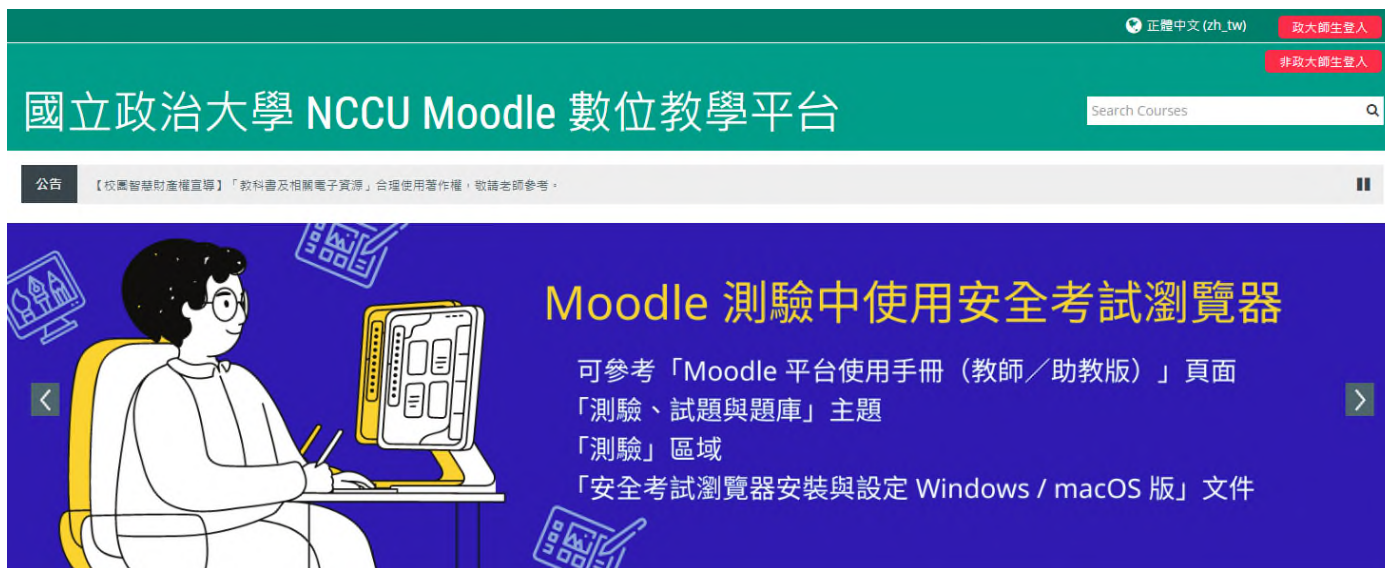 正體中文 (zh_tw)
政大師生登入
非政大師生登人
國立政治大學 NCCU Moodle 數位教學平台
Search Courses
公告
【校園智慧財產權宣導】「教科書及相關電子資源」合理使用著作權，敬請老師參考。
Moodle 測驗中使用安全考試瀏覽器
可參考「Moodle 平台使用手冊（教師／助教版）」頁面
「測驗、試題與題庫」主題
「測驗」區域
「安全考試瀏覽器安裝與設定 Windows / macOS 版」文件